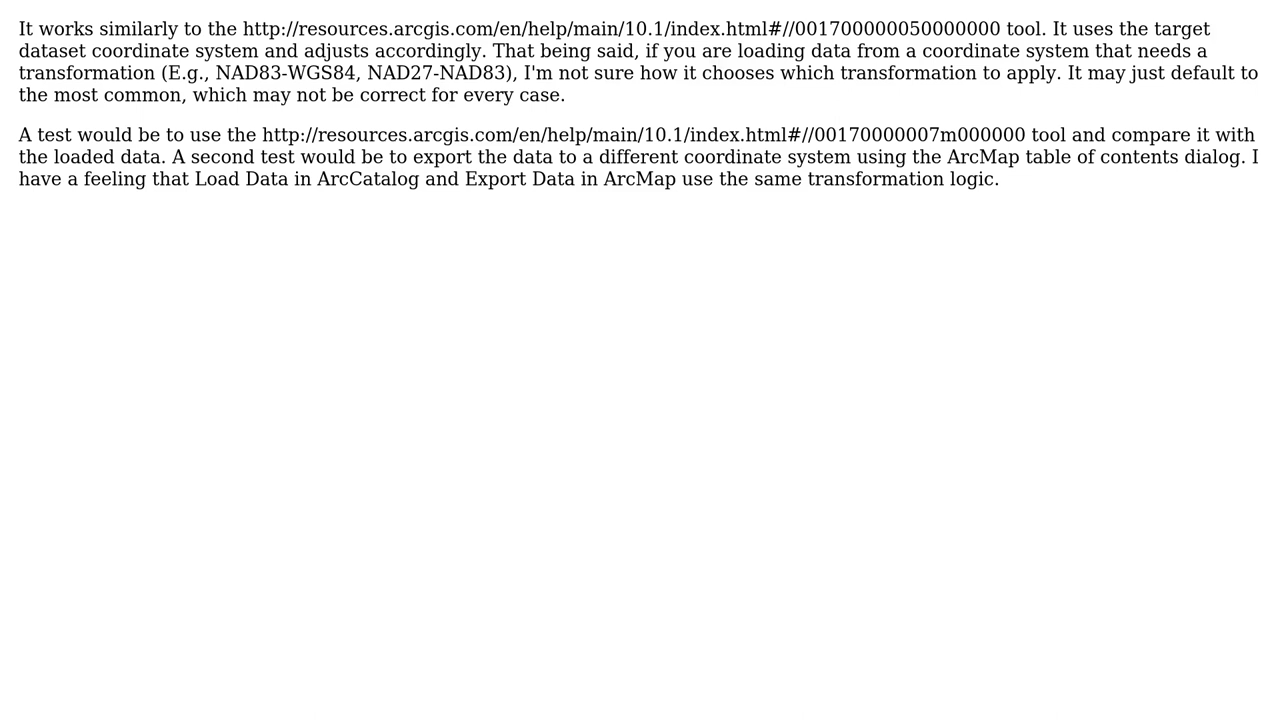 It works similarly to the http://resources.arcgis.com/en/help/main/10.1/index.html#//001700000050000000 tool. It uses the target
dataset coordinate system and adjusts accordingly. That being said, if you are loading data from a coordinate system that needs a
transformation (E.g., NAD83-WGS84, NAD27-NAD83), I'm not sure how it chooses which transformation to apply. It may just default to
the most common, which may not be correct for every case.
A test would be to use the http://resources.arcgis.com/en/help/main/10.1/index.html#//00170000007m000000 tool and compare it with
the loaded data. A second test would be to export the data to a different coordinate system using the ArcMap table of contents dialog. I
have a feeling that Load Data in ArcCatalog and Export Data in ArcMap use the same transformation logic.